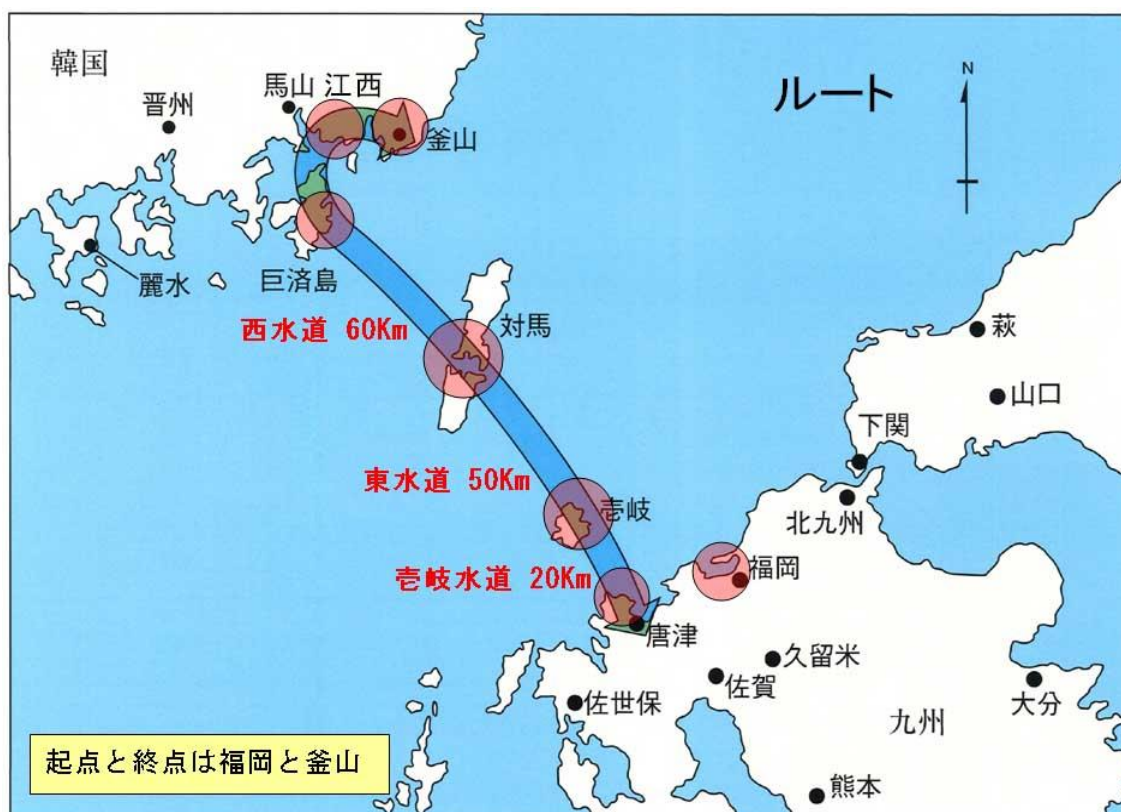 韓国
ルート
N
馬山
江西
晋州
釜山
麗水
巨済島
西水道 60Km
対馬
萩
山口
下関
東水道 50Km
壱岐
北九州
壱岐水道 20Km
福岡
唐津
久留米
佐賀
佐世保
大分
九州
熊本
起点と終点は福岡と釜山